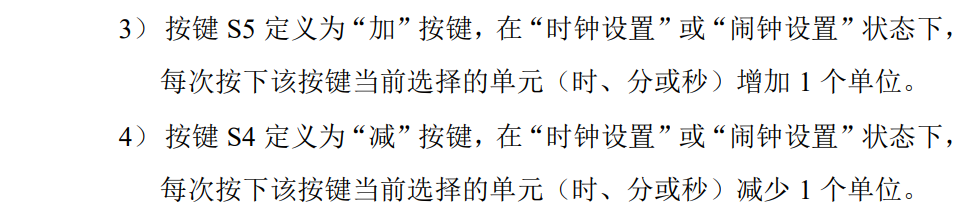 3） 按键 S5 定义为“加”按键，在“时钟设置”或“闹钟设置”状态下，
每次按下该按键当前选择的单元（时、分或秒）增加 1 个单位。
4） 按键 S4 定义为“减”按键，在“时钟设置”或“闹钟设置”状态下，
每次按下该按键当前选择的单元（时、分或秒）减少 1 个单位。